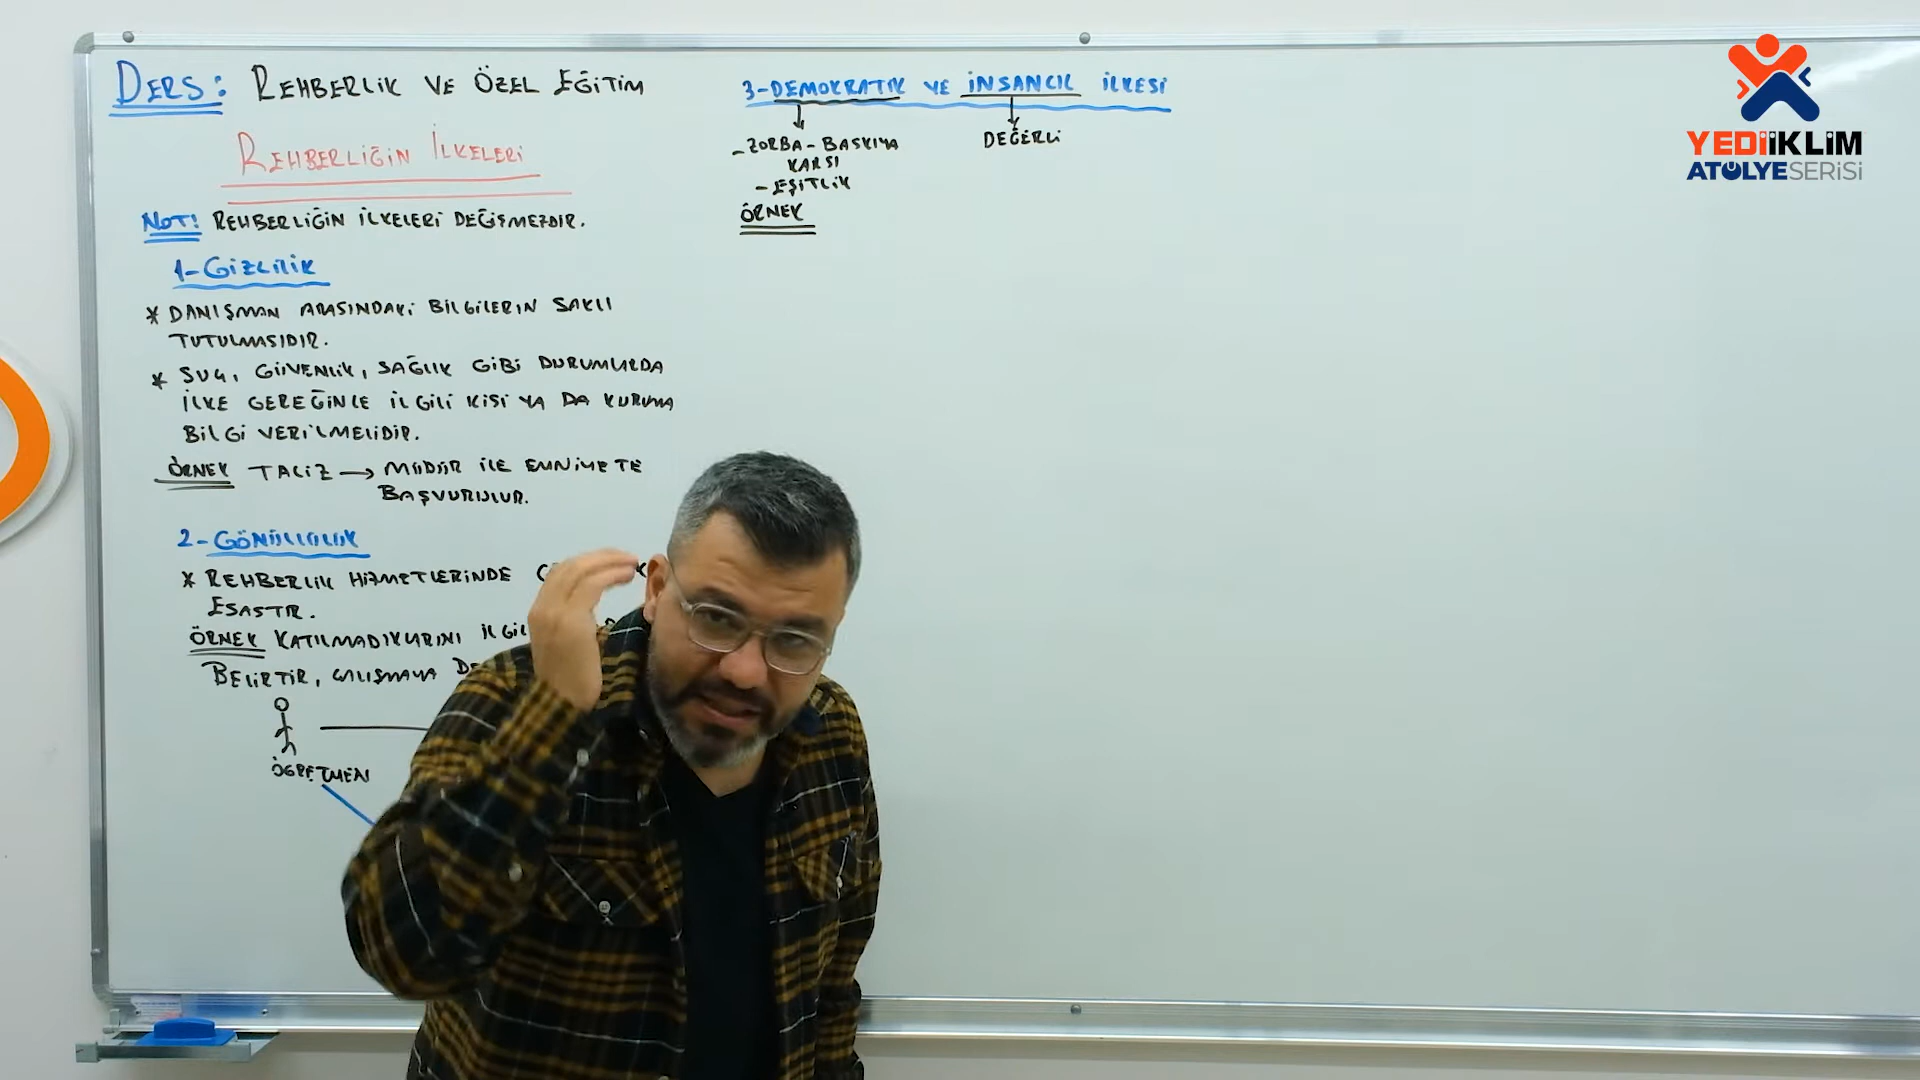 DERS: REHBERLİK VE ÖZEL EĞİTİM
REHBERLİĞİN İLKELERİ
NOT! REHBERLİĞİN İLKELERİ DEĞİŞMEZDİR.
1-GİZLİLİK
* DANIŞMAN ARASINDAKİ BİLGİLERİN SAKLI
TUTULMASIDIR.
* SUÇ, GÜVENLİK, SAĞLIK GİBİ DURUMLARDA
İLKE GEREĞİNCE İLGİLİ KİŞİ YA DA KURUMA
BİLGİ VERİLMELİDİR.
ÖRNEK TACİZ → MÜDÜR İLE EMNİYETE
BAŞVURULUR.
2-GÖNÜLLÜLÜK
* REHBERLİK HİZMETLERİNDE
ESASTIR.
ÖRNEK KATILMADIKLARINI
BELİRTİR, ÇALIŞMAYA
ÖĞRETMEN
3-DEMOKRATİK VE İNSANCIL İLKESİ
-ZORBA-BASKIYA
KARŞI
-EŞİTLİK
DEĞERLİ
ÖRNEK
YEDİİKLİM
ATÖLYESERİSİ